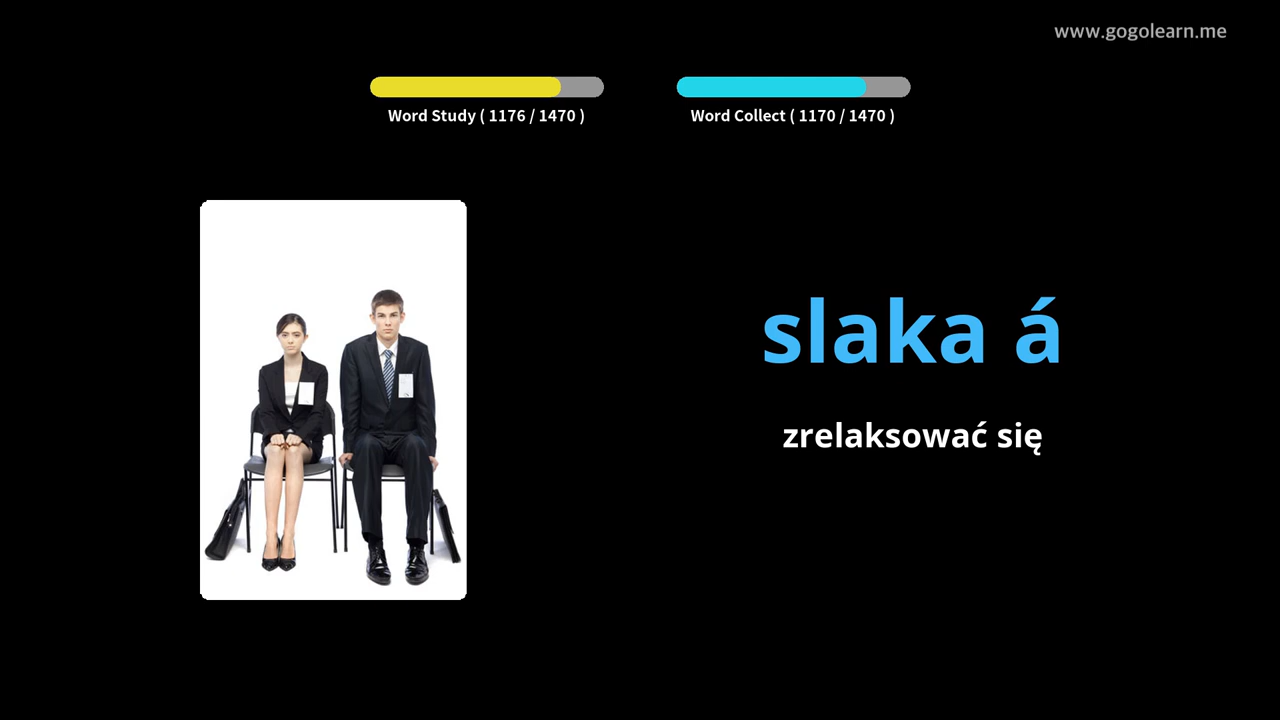 www.gogolearn.me
Word Study ( 1176 / 1470 )
Word Collect ( 1170 / 1470 )
slaka á
zrelaksować się